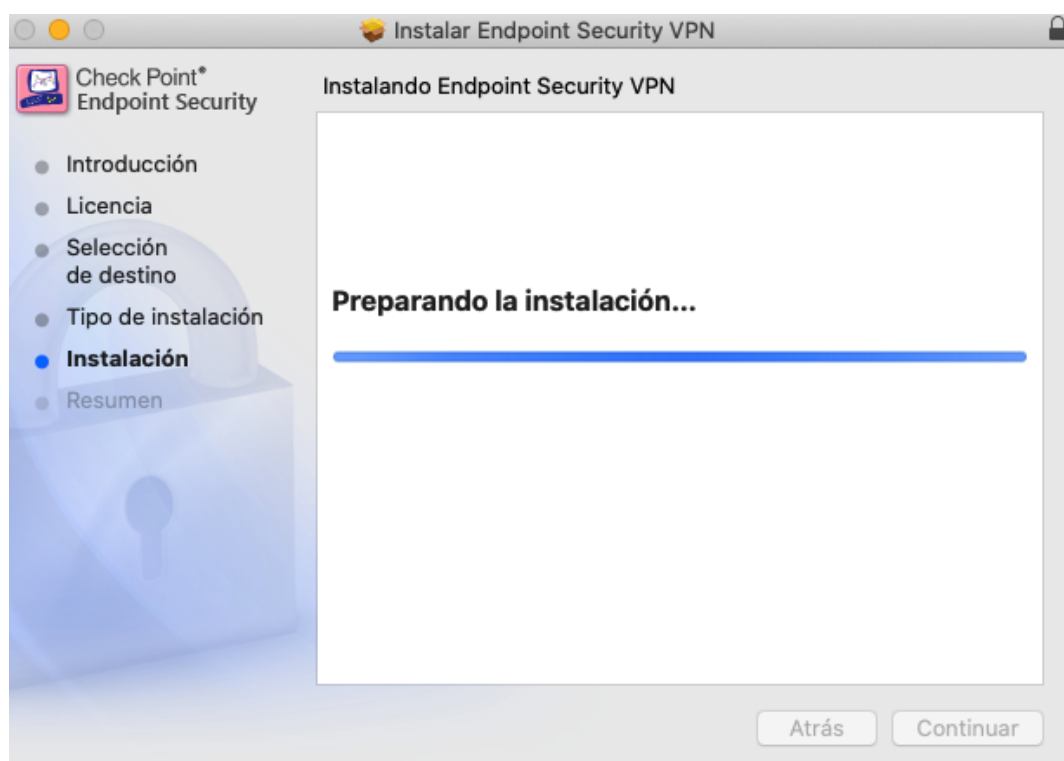 Instalar Endpoint Security VPN
Check Point®
Endpoint Security
Instalando Endpoint Security VPN
Introducción
Licencia
Selección
de destino
Tipo de instalación
Instalación
Resumen
Preparando la instalación...
Atrás
Continuar